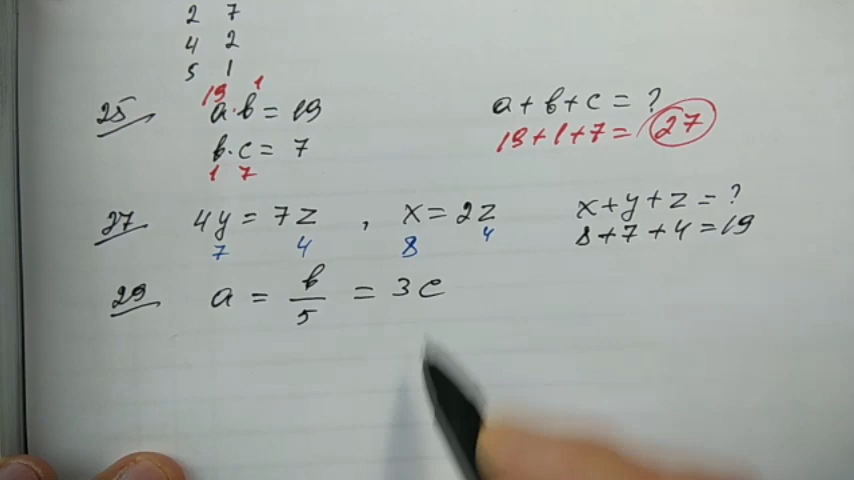 2 7
4 2
5 1
19 1
25 a·b = 19 a + b + c = ?
b·c = 7 19 + 1 + 7 = 27
1 7
27 4y = 7z , x = 2z x + y + z = ?
7 4 8 4 8 + 7 + 4 = 19
29 a = b/5 = 3c